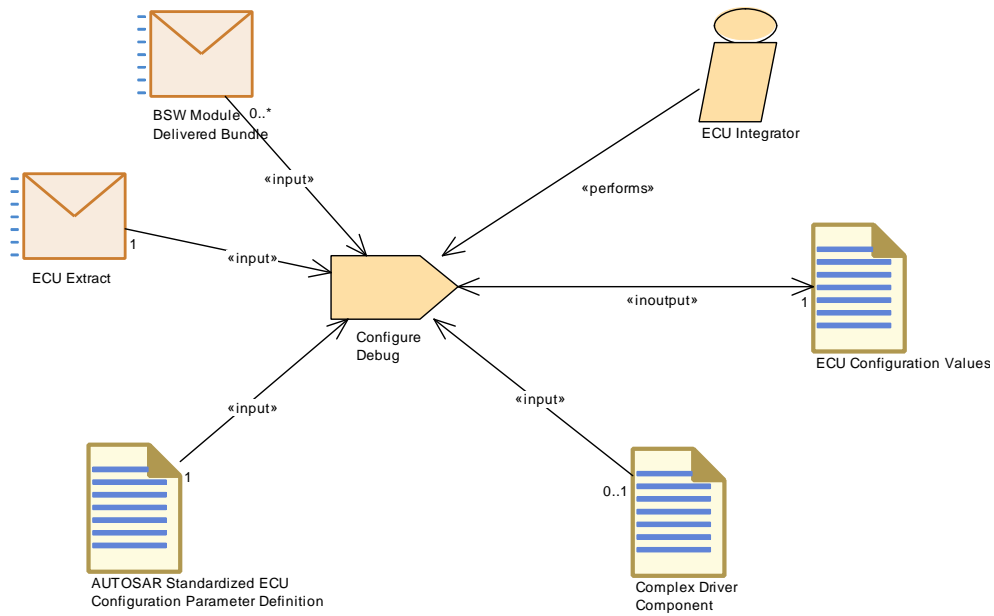 BSW Module 0..*
Delivered Bundle
ECU Integrator
«input»
«performs»
1
ECU Extract
«input»
«inoutput»
1
Configure
Debug
ECU Configuration Values
«input»
«input»
1
0..1
AUTOSAR Standardized ECU
Configuration Parameter Definition
Complex Driver
Component